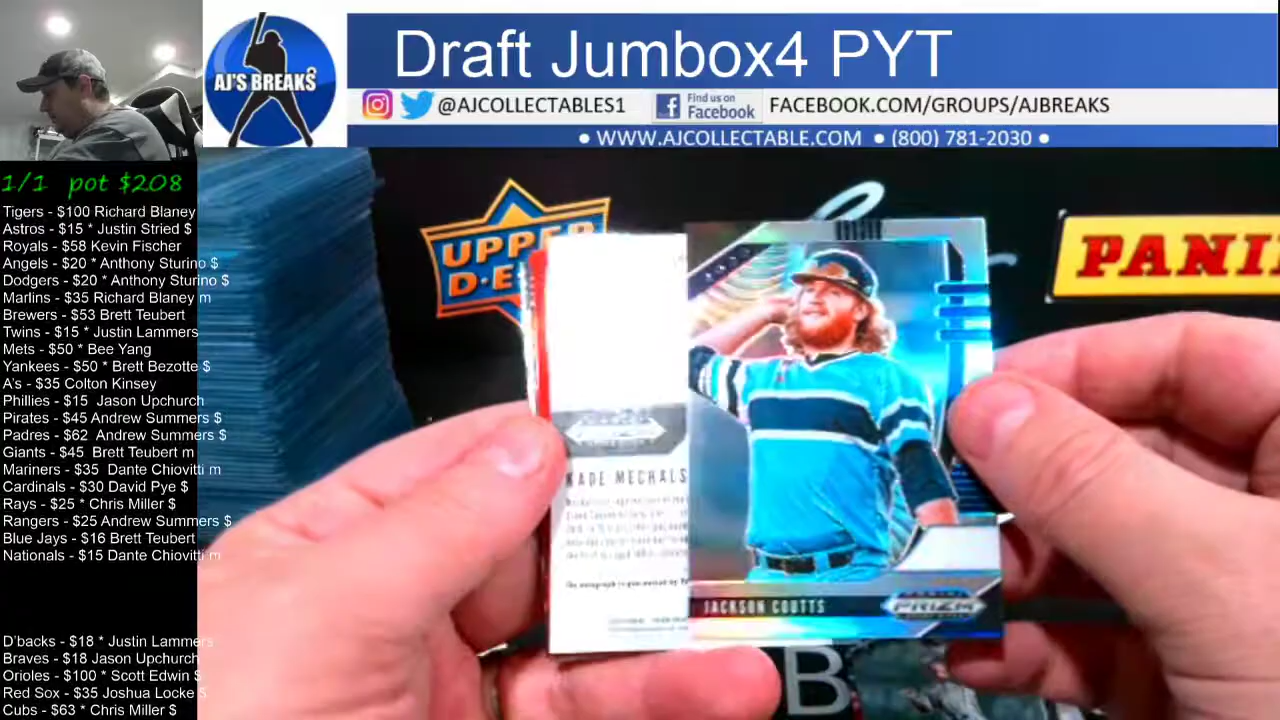 Draft Jumbox4 PYT
AJ'S BREAKS
@AJCOLLECTABLES1
Find us on
Facebook
FACEBOOK.COM/GROUPS/AJBREAKS
● WWW.AJCOLLECTABLE.COM ● (800) 781-2030 ●
1/1 pot $208
Tigers - $100 Richard Blaney
Astros - $15 * Justin Stried $
Royals - $58 Kevin Fischer
Angels - $20 * Anthony Sturino $
Dodgers - $20 * Anthony Sturino $
Marlins - $35 Richard Blaney m
Brewers - $53 Brett Teubert
Twins - $15 * Justin Lammers
Mets - $50 * Bee Yang
Yankees - $50 * Brett Bezotte $
A's - $35 Colton Kinsey
Phillies - $15 Jason Upchurch
Pirates - $45 Andrew Summers $
Padres - $62 Andrew Summers $
Giants - $45 Brett Teubert m
Mariners - $35 Dante Chiovitti m
Cardinals - $30 David Pye $
Rays - $25 * Chris Miller $
Rangers - $25 Andrew Summers $
Blue Jays - $16 Brett Teubert
Nationals - $15 Dante Chiovitti m
D'backs - $18 * Justin Lammers
Braves - $18 Jason Upchurch
Orioles - $100 * Scott Edwin $
Red Sox - $35 Joshua Locke $
Cubs - $63 * Chris Miller $
UPPER
D.E
PANI
KADE MECHALS
JACKSON COUTTS
PANINI
PRIZM
B